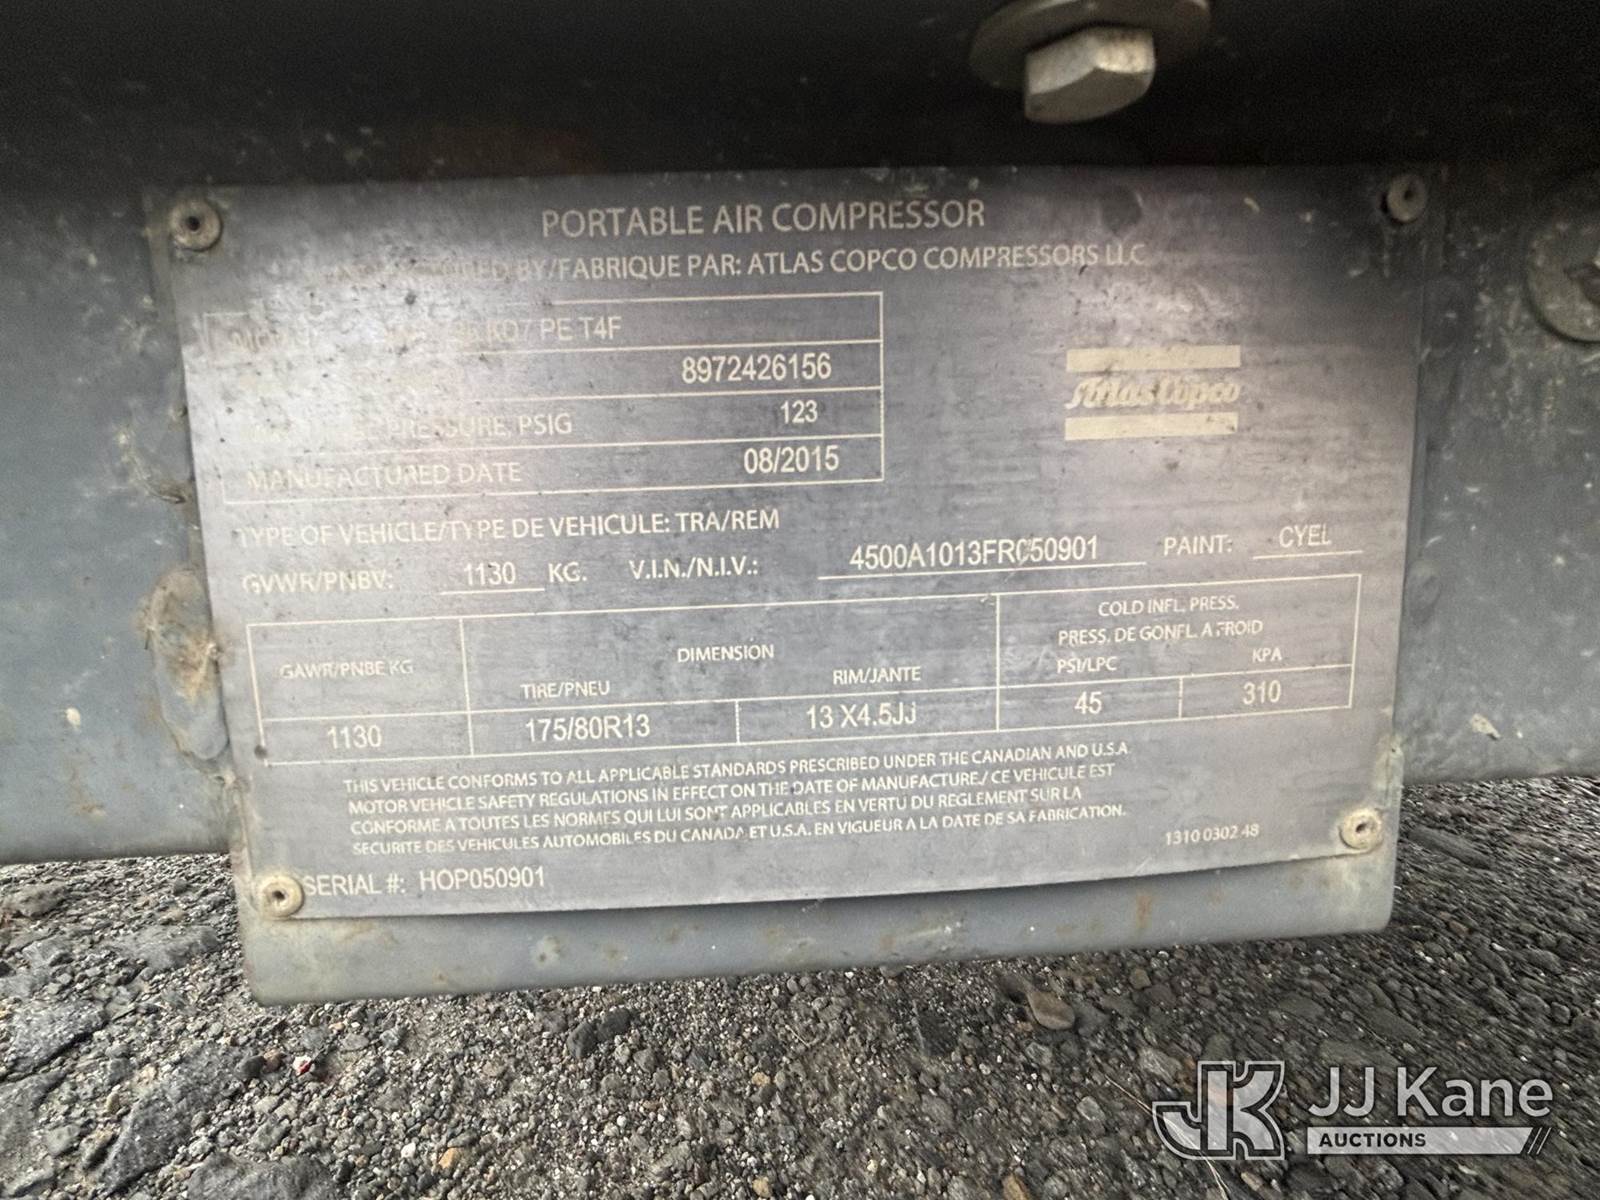 PORTABLE AIR COMPRESSOR
BY/FABRIQUE PAR: ATLAS COPCO COMPRESSORS LLC
KD7 PE T4F
8972426156
PRESSURE, PSIG 123
MANUFACTURED DATE 08/2015
Atlas Copco
TYPE OF VEHICLE/TYPE DE VEHICULE: TRA/REM
GVWR/PNBV: 1130 KG. V.I.N./N.I.V.: 4500A1013FR050901 PAINT: CYEL
COLD INFL. PRESS.
PRESS. DE GONFL. A FROID
GAWR/PNBE KG DIMENSION
TIRE/PNEU RIM/JANTE PSI/LPC KPA
1130 175/80R13 13 X4.5JJ 45 310
THIS VEHICLE CONFORMS TO ALL APPLICABLE STANDARDS PRESCRIBED UNDER THE CANADIAN AND U.S.A
MOTOR VEHICLE SAFETY REGULATIONS IN EFFECT ON THE DATE OF MANUFACTURE./ CE VEHICULE EST
CONFORME A TOUTES LES NORMES QUI LUI SONT APPLICABLES EN VERTU DU REGLEMENT SUR LA
SECURITE DES VEHICULES AUTOMOBILES DU CANADA ET U.S.A. EN VIGUEUR A LA DATE DE SA FABRICATION.
1310 0302 48
SERIAL #: HOP050901
JK JJ Kane
AUCTIONS